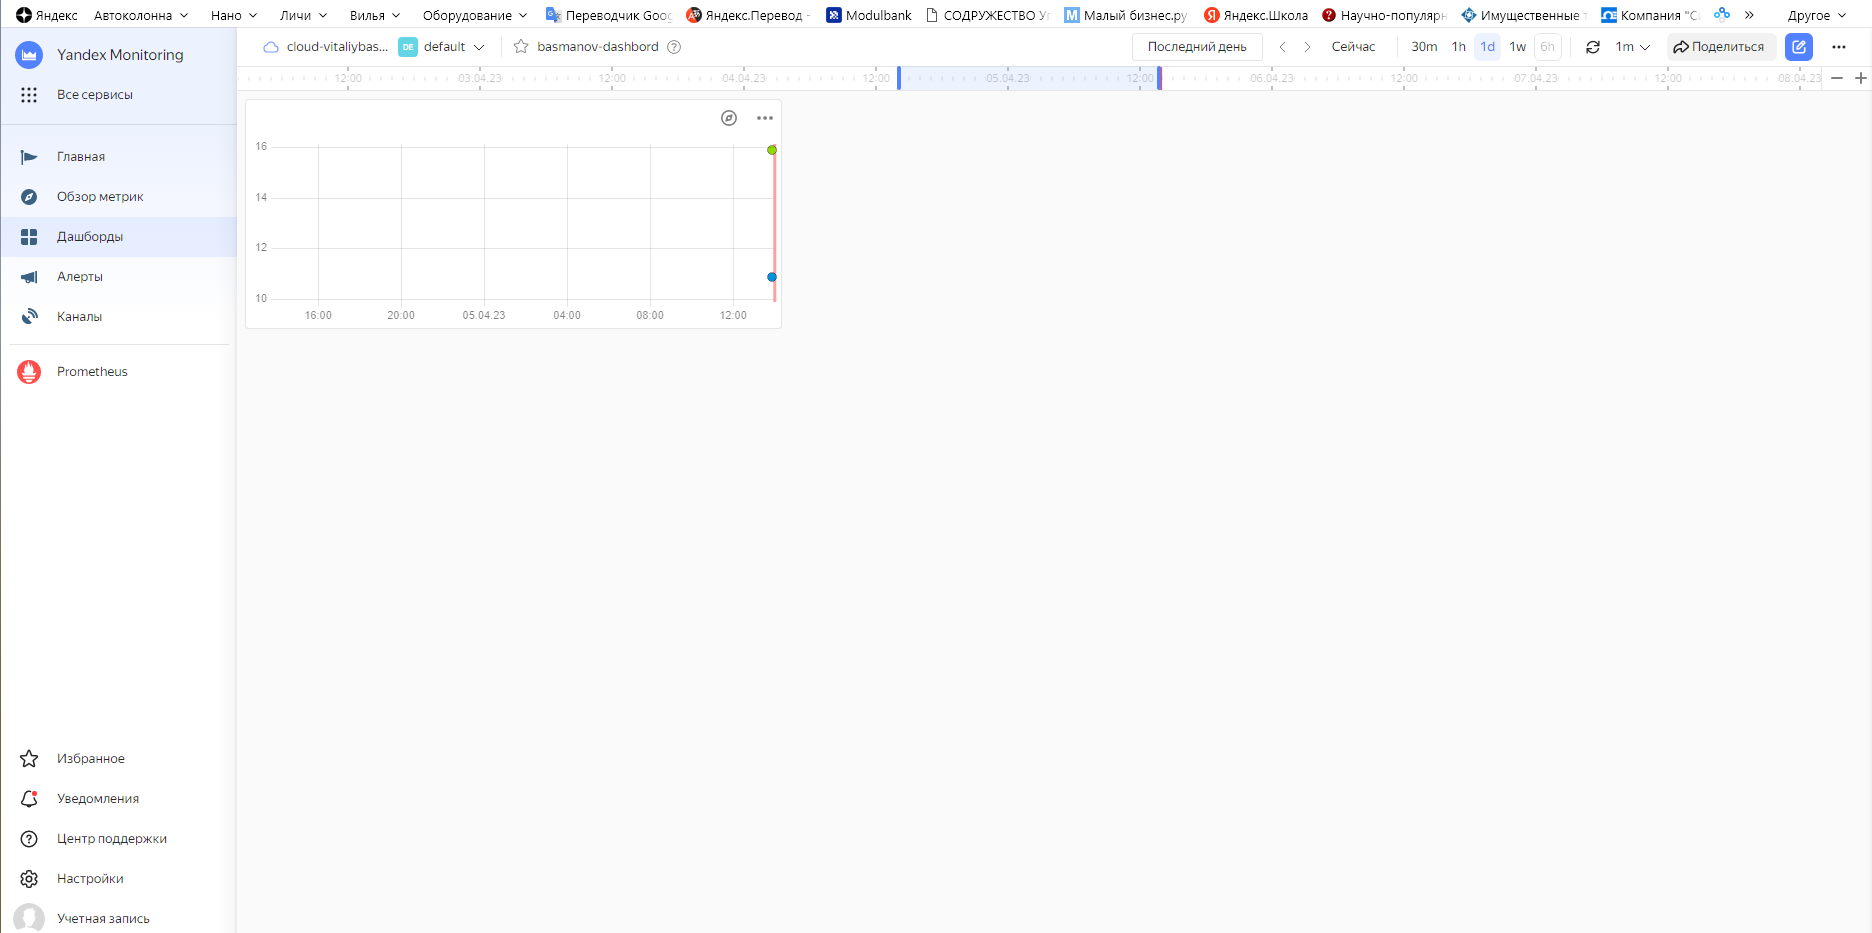 Яндекс Автоколонна Нано Личи Вилья Оборудование Переводчик Goog Яндекс.Перевод - Modulbank СОДРУЖЕСТВО Малый бизнес.ру Яндекс.Школа Научно-популярн Имущественные Компания "С » Другое
Yandex Monitoring
cloud-vitaliybas... DE default basmanov-dashbord ? Последний день Сейчас 30m 1h 1d 1w 6h 1m Поделиться
12:00 03.04.23 12:00 04.04.23 12:00 05.04.23 12:00 06.04.23 12:00 07.04.23 12:00 08.04.23
Все сервисы
Главная
Обзор метрик
Дашборды
Алерты
Каналы
Prometheus
16
14
12
10
16:00 20:00 05.04.23 04:00 08:00 12:00
Избранное
Уведомления
Центр поддержки
Настройки
Учетная запись